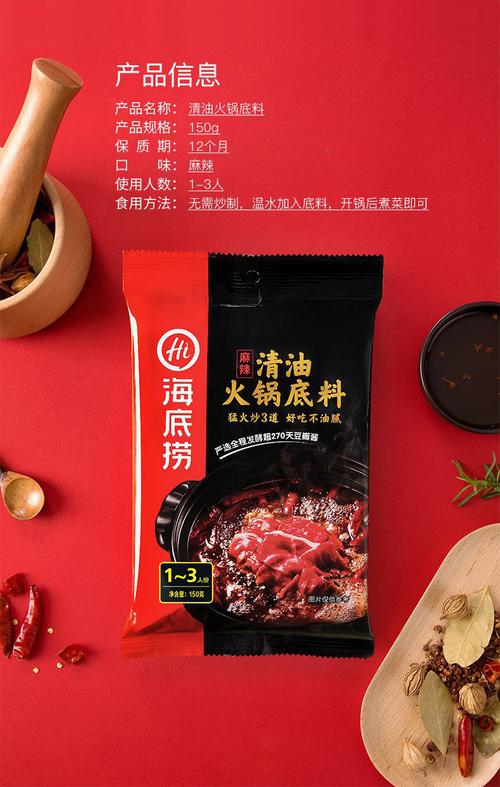 产品信息
产品名称： 清油火锅底料
产品规格： 150g
保 质 期： 12个月
口 味： 麻辣
使用人数： 1-3人
食用方法： 无需炒制，温水加入底料，开锅后煮菜即可
Hi
海底捞
麻辣
清油
火锅底料
猛火炒3道 好吃不油腻
严选全程发酵超270天豆瓣酱
1~3人份
净含量：150克
图片仅供参考